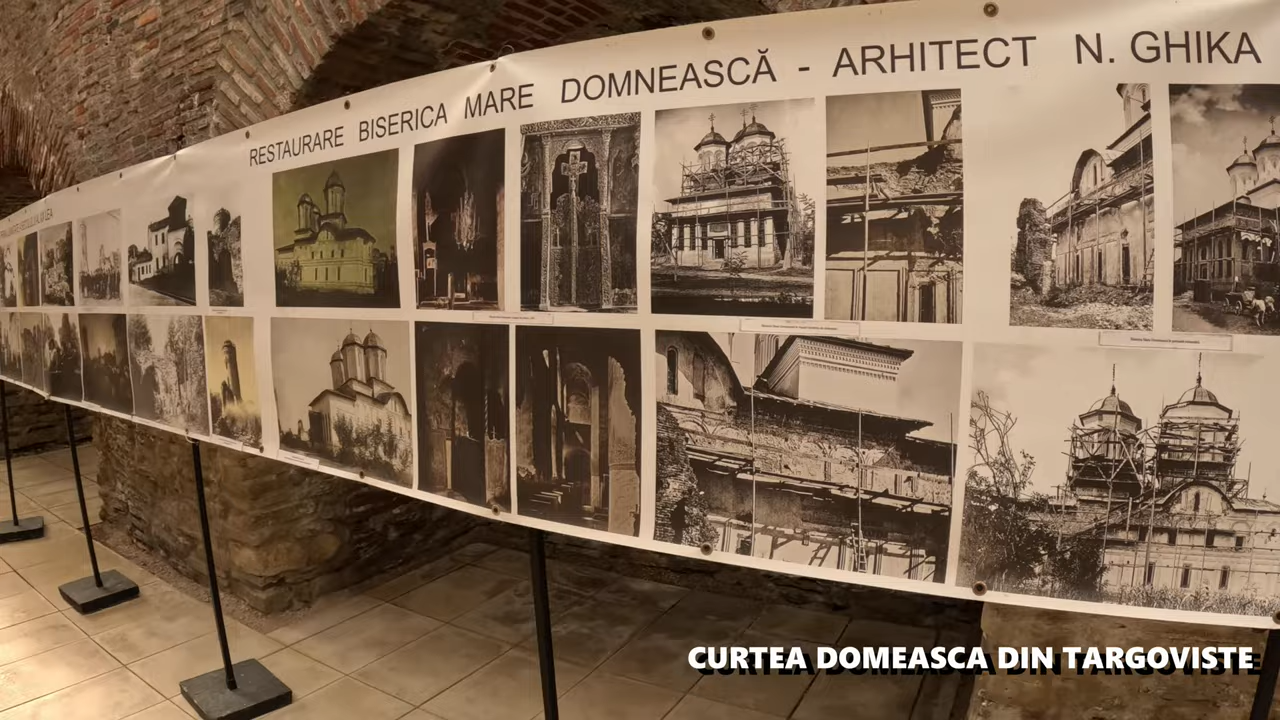 RESTAURARE BISERICA MARE DOMNEASCĂ - ARHITECT N. GHIKA
CURTEA DOMEASCA DIN TARGOVISTE